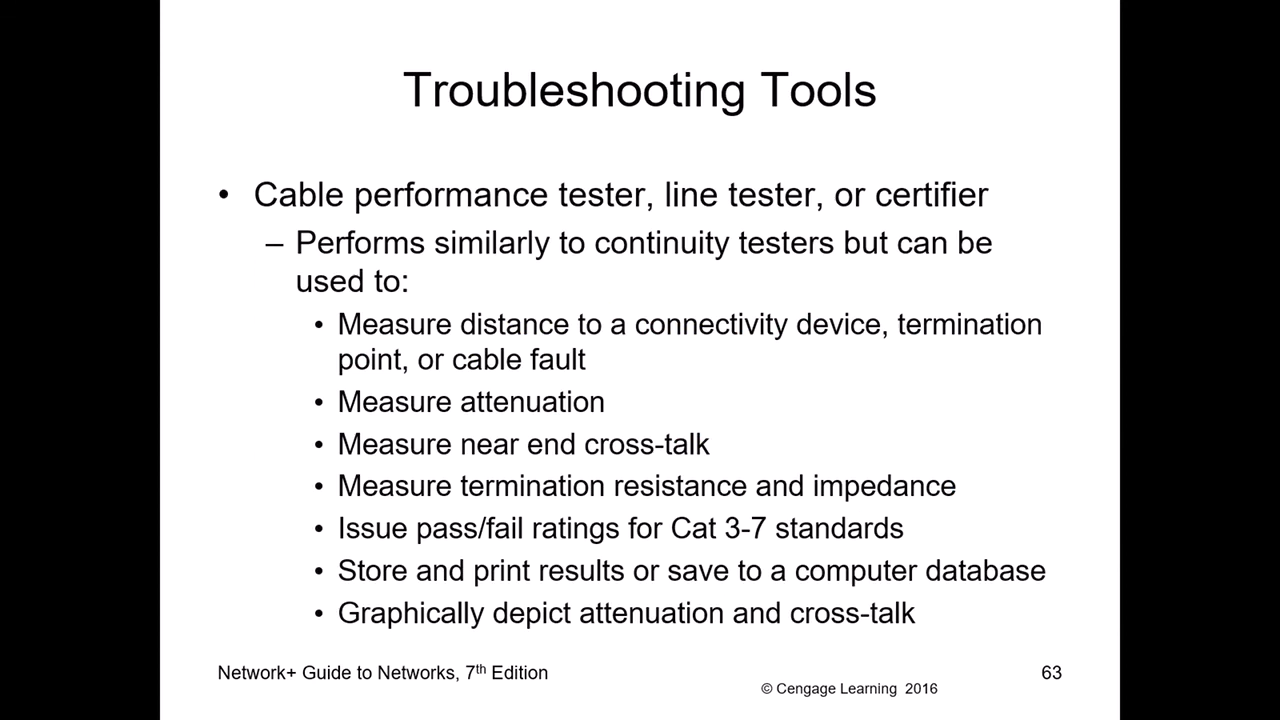 Troubleshooting Tools
• Cable performance tester, line tester, or certifier
– Performs similarly to continuity testers but can be
used to:
• Measure distance to a connectivity device, termination
point, or cable fault
• Measure attenuation
• Measure near end cross-talk
• Measure termination resistance and impedance
• Issue pass/fail ratings for Cat 3-7 standards
• Store and print results or save to a computer database
• Graphically depict attenuation and cross-talk
Network+ Guide to Networks, 7th Edition
63
© Cengage Learning 2016